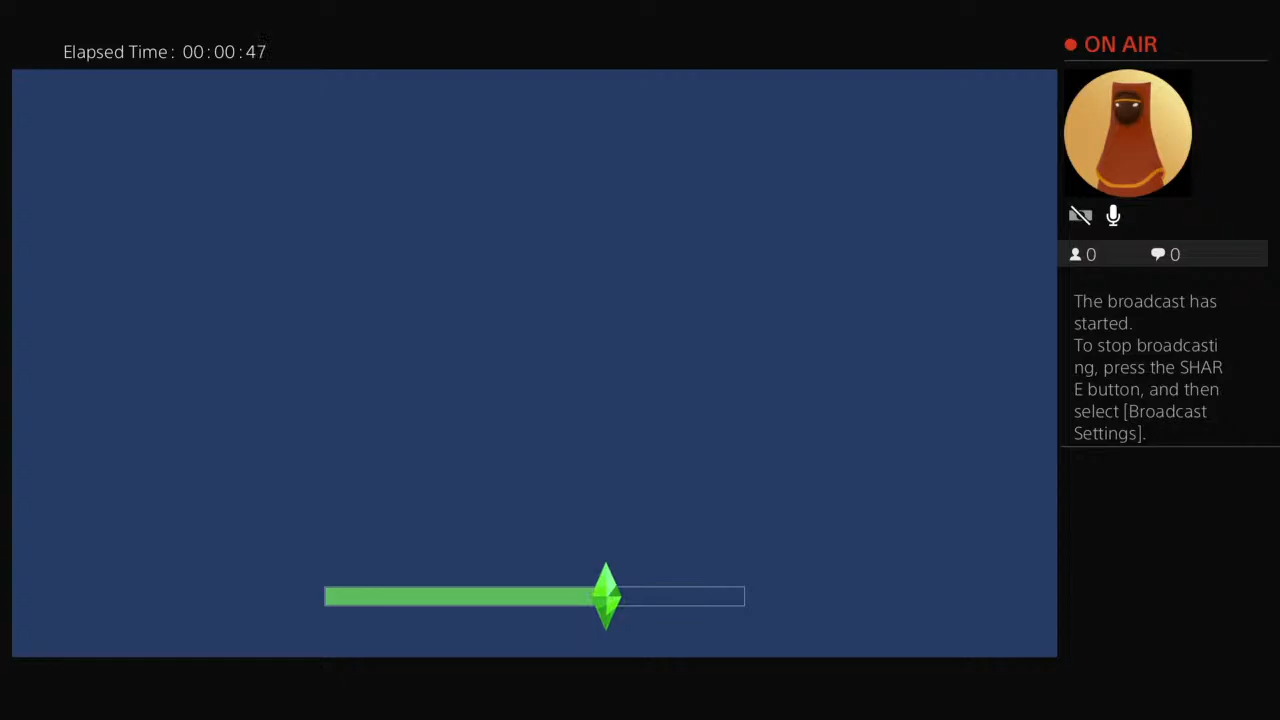 Elapsed Time: 00:00:47
ON AIR
0 0
The broadcast has
started.
To stop broadcasti
ng, press the SHAR
E button, and then
select [Broadcast
Settings].